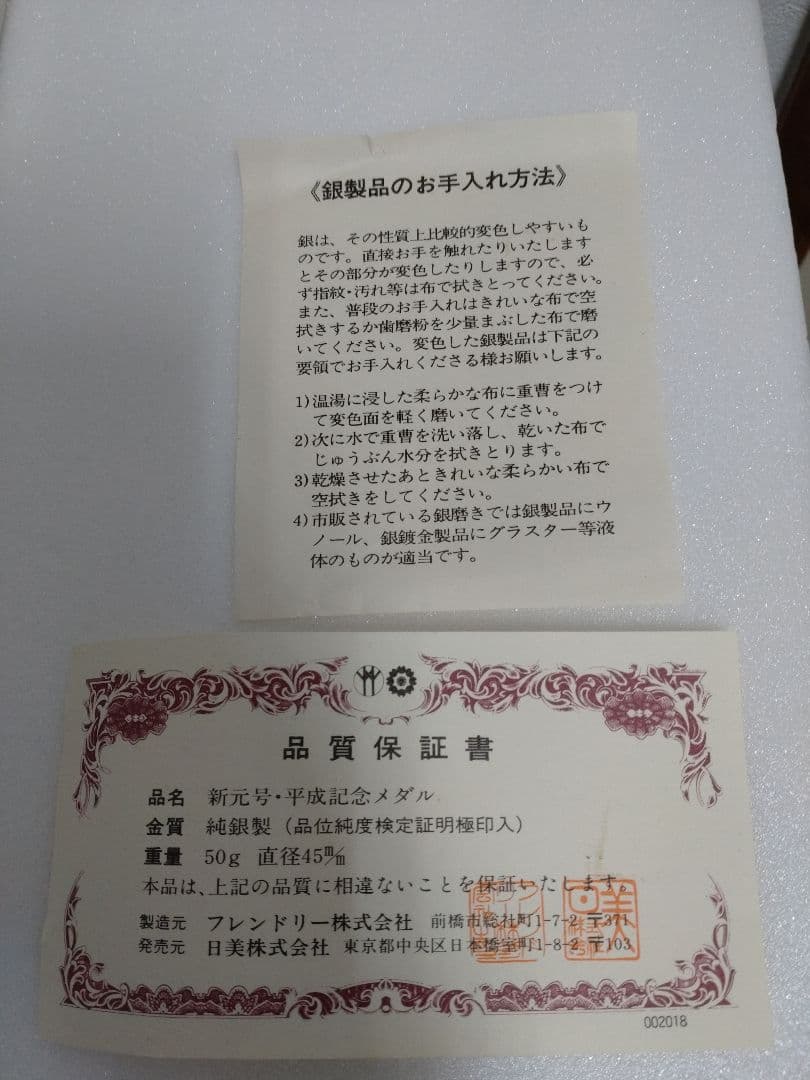 《銀製品のお手入れ方法》
銀は、その性質上比較的変色しやすいも
のです。直接お手を触れたりいたします
とその部分が変色したりしますので、必
ず指紋・汚れ等は布で拭きとってください。
また、普段のお手入れはきれいな布で空
拭きするか歯磨粉を少量まぶした布で磨
いてください。変色した銀製品は下記の
要領でお手入れくださる様お願いします。
1)温湯に浸した柔らかな布に重曹をつけ
て変色面を軽く磨いてください。
2)次に水で重曹を洗い落し、乾いた布で
じゅうぶん水分を拭きとります。
3)乾燥させたあときれいな柔らかい布で
空拭きをしてください。
4)市販されている銀磨きでは銀製品にウ
ノール、銀鍍金製品にグラスター等液
体のものが適当です。
品質保証書
品名 新元号・平成記念メダル
金質 純銀製（品位純度検定証明極印入）
重量 50g 直径45m/m
本品は、上記の品質に相違ないことを保証いたします。
製造元 フレンドリー株式会社 前橋市総社町1-7-2 〒371
発売元 日美株式会社 東京都中央区日本橋室町1-8-2 〒103
002018